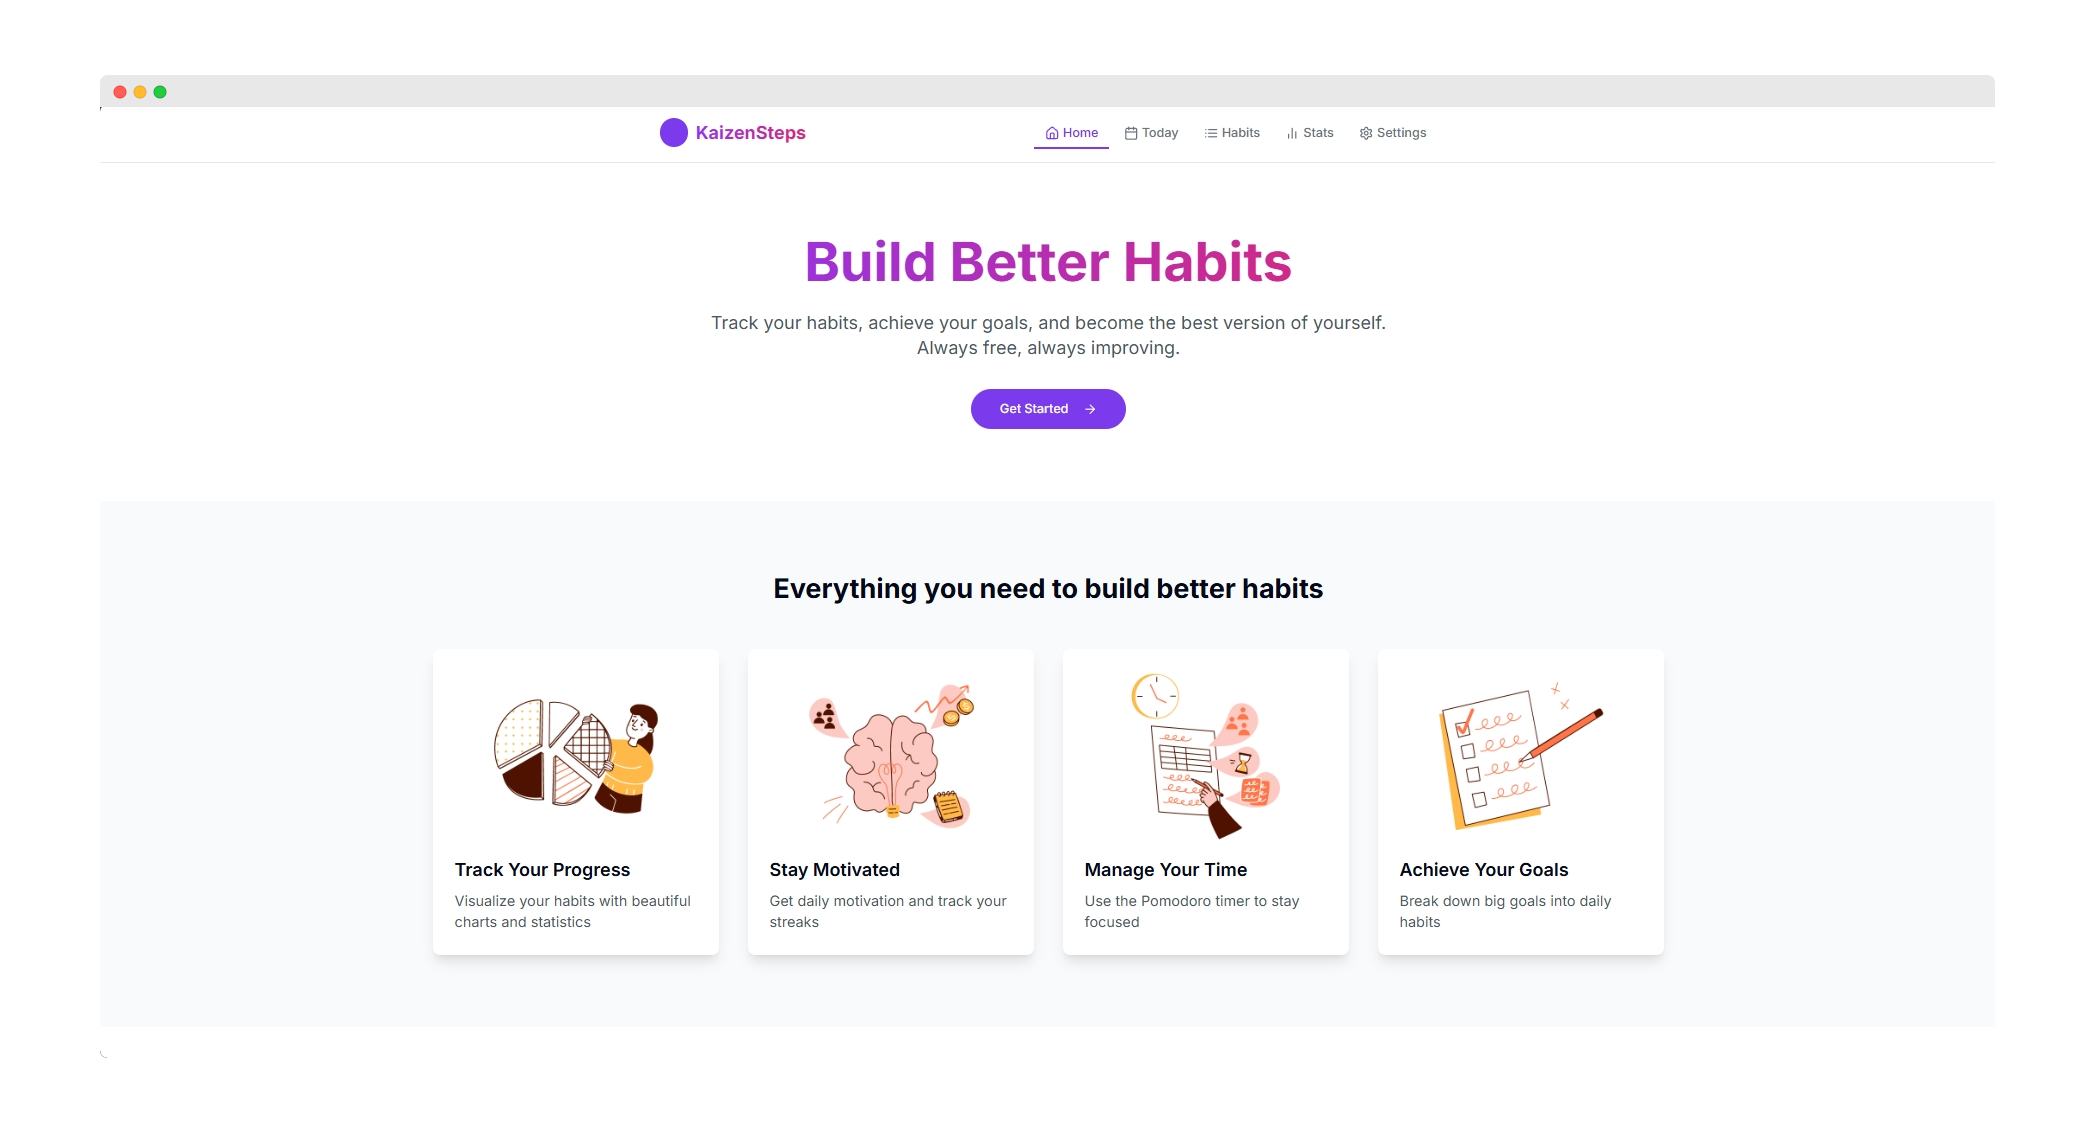 KaizenSteps
Home Today Habits Stats Settings
Build Better Habits
Track your habits, achieve your goals, and become the best version of yourself.
Always free, always improving.
Get Started
Everything you need to build better habits
Track Your Progress
Visualize your habits with beautiful
charts and statistics
Stay Motivated
Get daily motivation and track your
streaks
Manage Your Time
Use the Pomodoro timer to stay
focused
Achieve Your Goals
Break down big goals into daily
habits